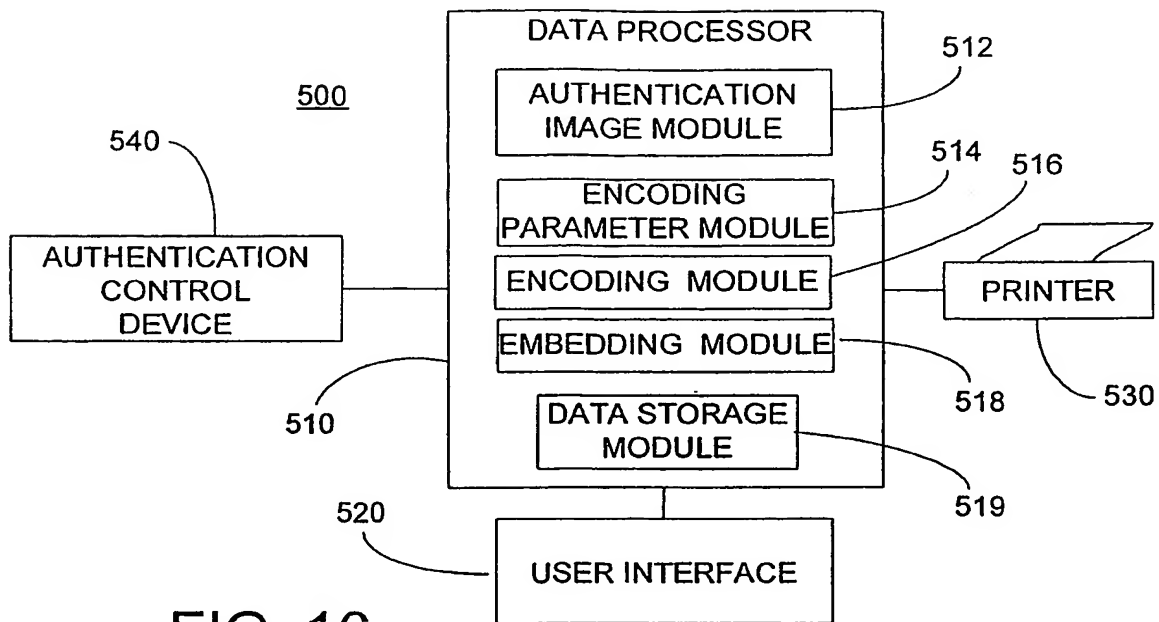 DATA PROCESSOR
512
AUTHENTICATION
IMAGE MODULE
500
540
514
516
ENCODING
PARAMETER MODULE
AUTHENTICATION
CONTROL
DEVICE
ENCODING MODULE
PRINTER
EMBEDDING MODULE
510
518
530
DATA STORAGE
MODULE
519
520
USER INTERFACE